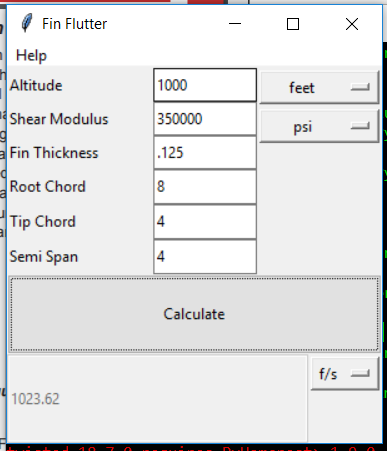 Fin Flutter
Help
Altitude 1000 feet
Shear Modulus 350000 psi
Fin Thickness .125
Root Chord 8
Tip Chord 4
Semi Span 4
Calculate
1023.62 f/s